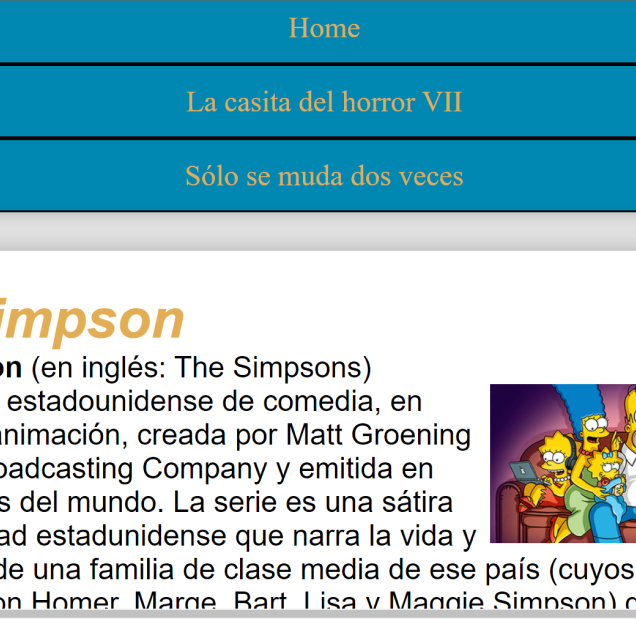 Home
La casita del horror VII
Sólo se muda dos veces
impson
on (en inglés: The Simpsons)
estadounidense de comedia, en
animación, creada por Matt Groening
oadcasting Company y emitida en
s del mundo. La serie es una sátira
ad estadunidense que narra la vida y
de una familia de clase media de ese país (cuyos
on Homer, Marge, Bart, Lisa y Maggie Simpson) q